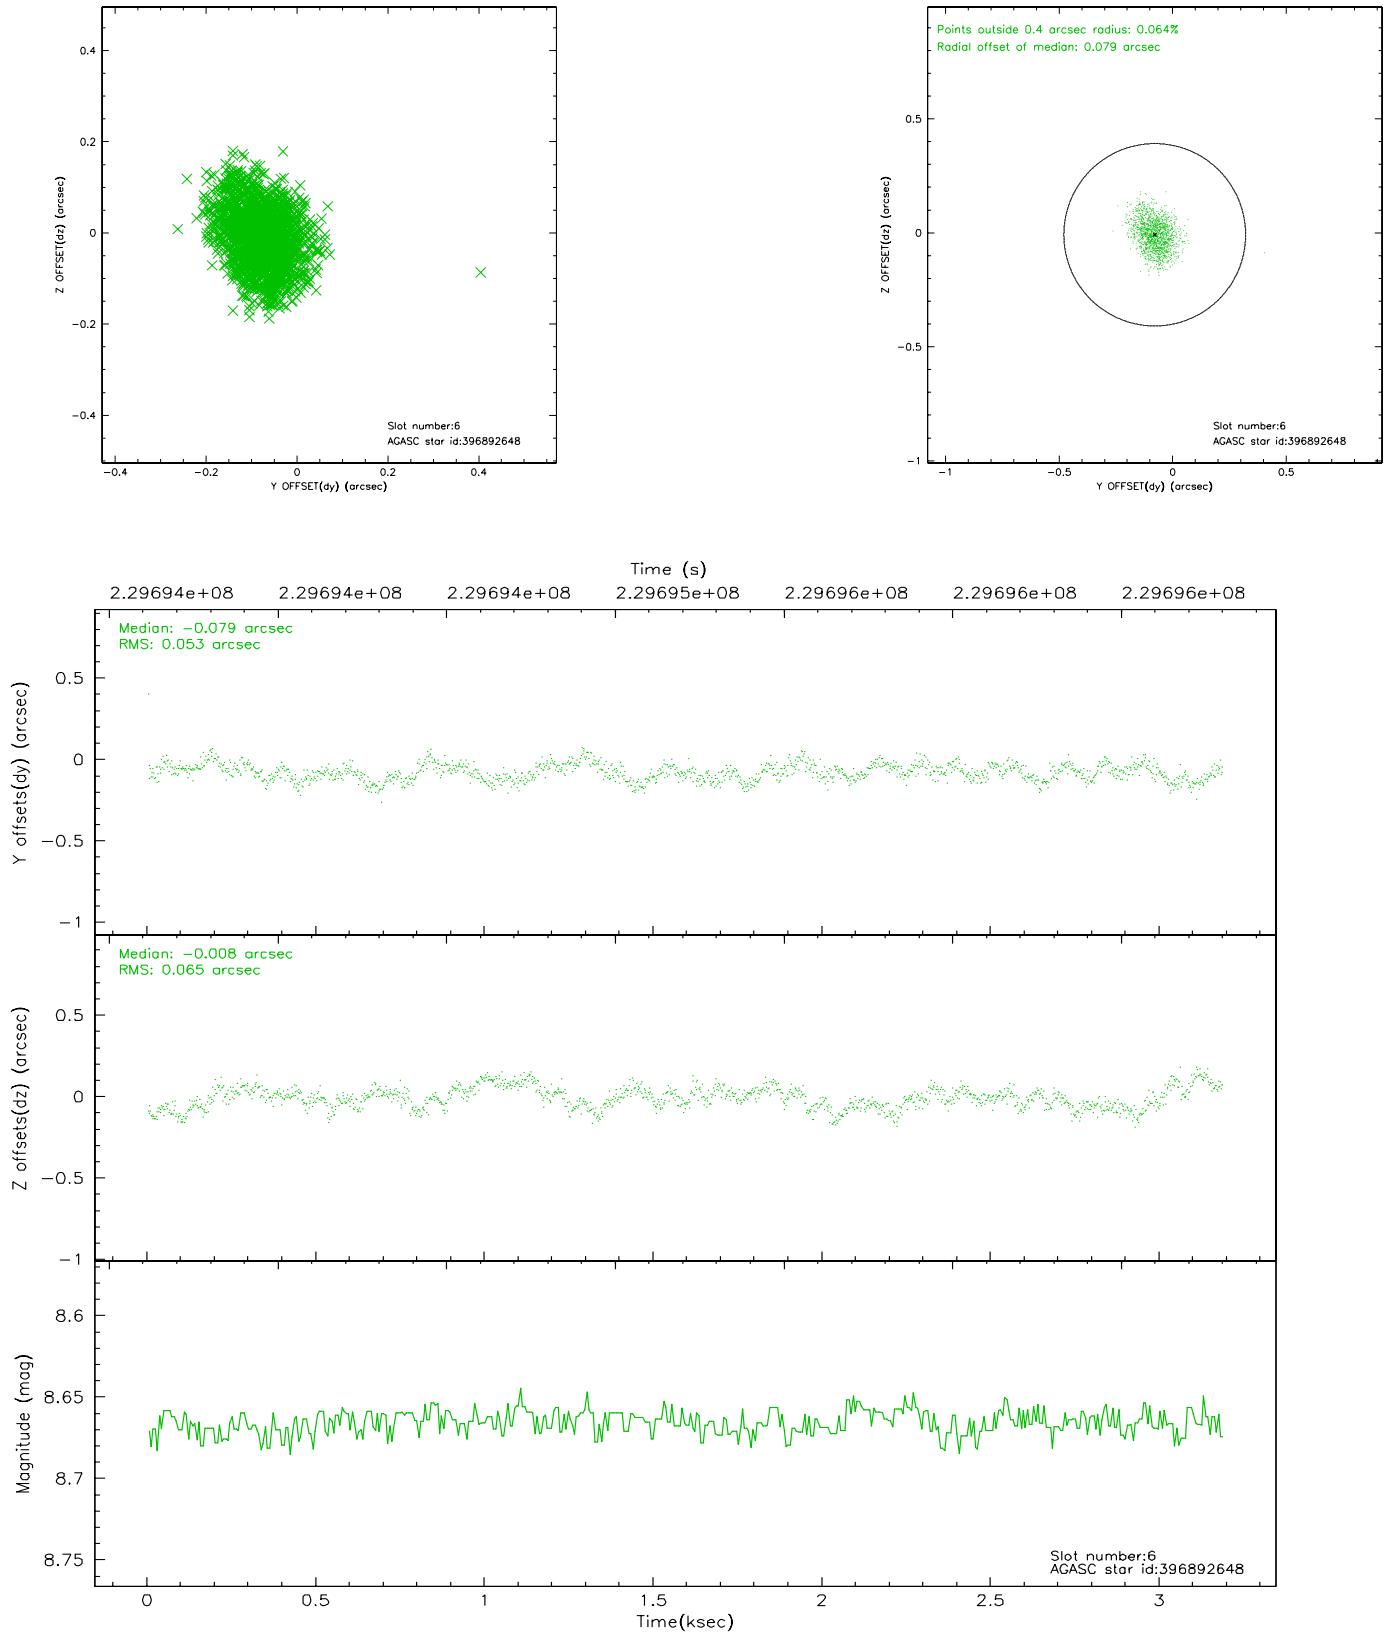 0.4
0.2
0
-0.2
-0.4
Z OFFSET(dz) (arcsec)
Slot number:6
AGASC star id:396892648
-0.4 -0.2 0 0.2 0.4
Y OFFSET(dy) (arcsec)
Points outside 0.4 arcsec radius: 0.064%
Radial offset of median: 0.079 arcsec
0.5
0
-0.5
-1
Z OFFSET(dz) (arcsec)
Slot number:6
AGASC star id:396892648
-1 -0.5 0 0.5
Y OFFSET(dy) (arcsec)
Time (s)
2.29694e+08 2.29694e+08 2.29694e+08 2.29695e+08 2.29696e+08 2.29696e+08 2.29696e+08
Median: -0.079 arcsec
RMS: 0.053 arcsec
0.5
0
-0.5
-1
Y offsets(dy) (arcsec)
Median: -0.008 arcsec
RMS: 0.065 arcsec
0.5
0
-0.5
-1
Z offsets(dz) (arcsec)
8.6
8.65
8.7
8.75
Magnitude (mag)
Slot number:6
AGASC star id:396892648
0 0.5 1 1.5 2 2.5 3
Time(ksec)